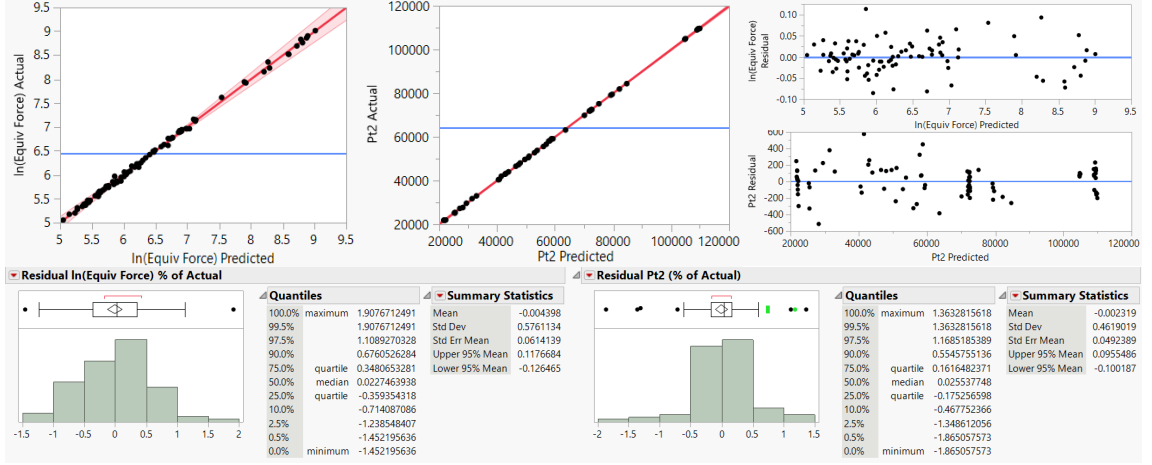 9.5
9
8.5
8
7.5
7
6.5
6
5.5
5
ln(Equiv Force) Actual
5 5.5 6 6.5 7 7.5 8 8.5 9 9.5
ln(Equiv Force) Predicted
120000
100000
80000
60000
40000
20000
Pt2 Actual
20000 40000 60000 80000 100000 120000
Pt2 Predicted
0.10
0.05
0.00
-0.05
-0.10
ln(Equiv Force)
Residual
5.0 5.5 6.0 6.5 7.0 7.5 8.0 8.5 9.0 9.5
ln(Equiv Force) Predicted
600
400
200
0
-200
-400
-600
Pt2 Residual
20000 40000 60000 80000 100000 120000
Pt2 Predicted
Residual ln(Equiv Force) % of Actual
-1.5 -1 -0.5 0 0.5 1 1.5 2
Quantiles
100.0% maximum 1.9076712491
99.5% 1.9076712491
97.5% 1.1089270328
90.0% 0.6760526284
75.0% quartile 0.3480653281
50.0% median 0.0227463938
25.0% quartile -0.359354318
10.0% -0.714087086
2.5% -1.238548407
0.5% -1.452195636
0.0% minimum -1.452195636
Summary Statistics
Mean -0.004398
Std Dev 0.5761134
Std Err Mean 0.0614139
Upper 95% Mean 0.1176684
Lower 95% Mean -0.126465
Residual Pt2 (% of Actual)
-2 -1.5 -1 -0.5 0 0.5 1 1.5
Quantiles
100.0% maximum 1.3632815618
99.5% 1.3632815618
97.5% 1.1685185389
90.0% 0.5545755136
75.0% quartile 0.1616482371
50.0% median 0.025537748
25.0% quartile -0.175256598
10.0% -0.467752366
2.5% -1.348612056
0.5% -1.865057573
0.0% minimum -1.865057573
Summary Statistics
Mean -0.002319
Std Dev 0.4619019
Std Err Mean 0.0492389
Upper 95% Mean 0.0955486
Lower 95% Mean -0.100187